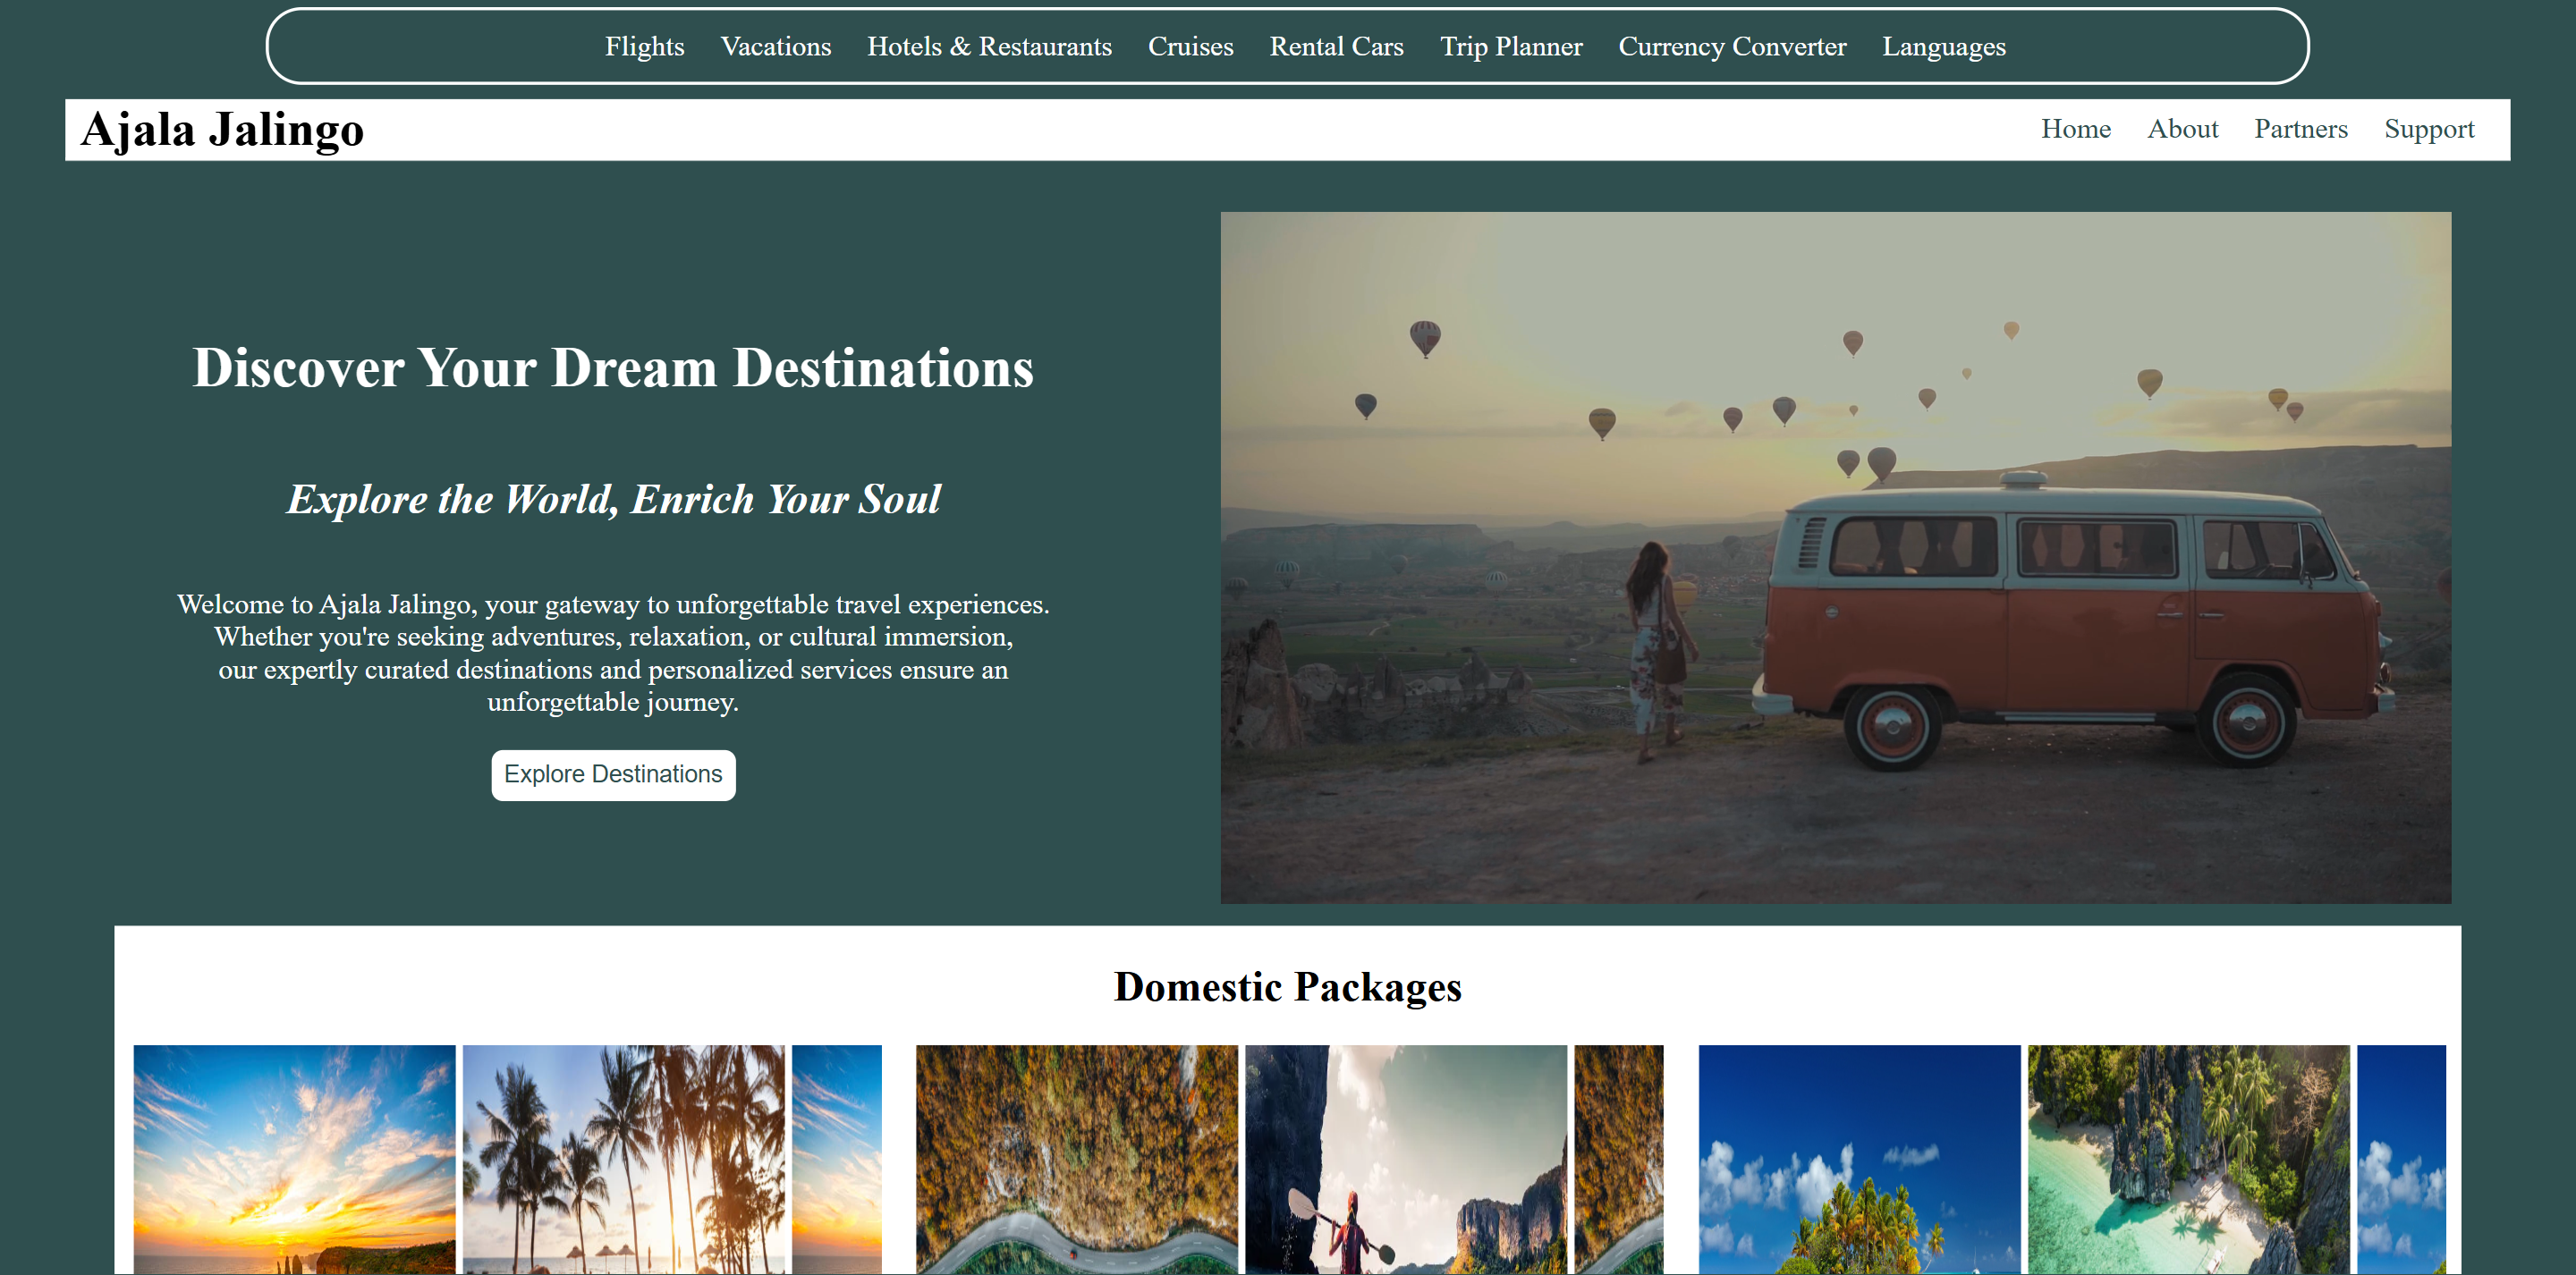 Flights Vacations Hotels & Restaurants Cruises Rental Cars Trip Planner Currency Converter Languages
Ajala Jalingo
Home About Partners Support
Discover Your Dream Destinations
Explore the World, Enrich Your Soul
Welcome to Ajala Jalingo, your gateway to unforgettable travel experiences.
Whether you're seeking adventures, relaxation, or cultural immersion,
our expertly curated destinations and personalized services ensure an
unforgettable journey.
Explore Destinations
Domestic Packages